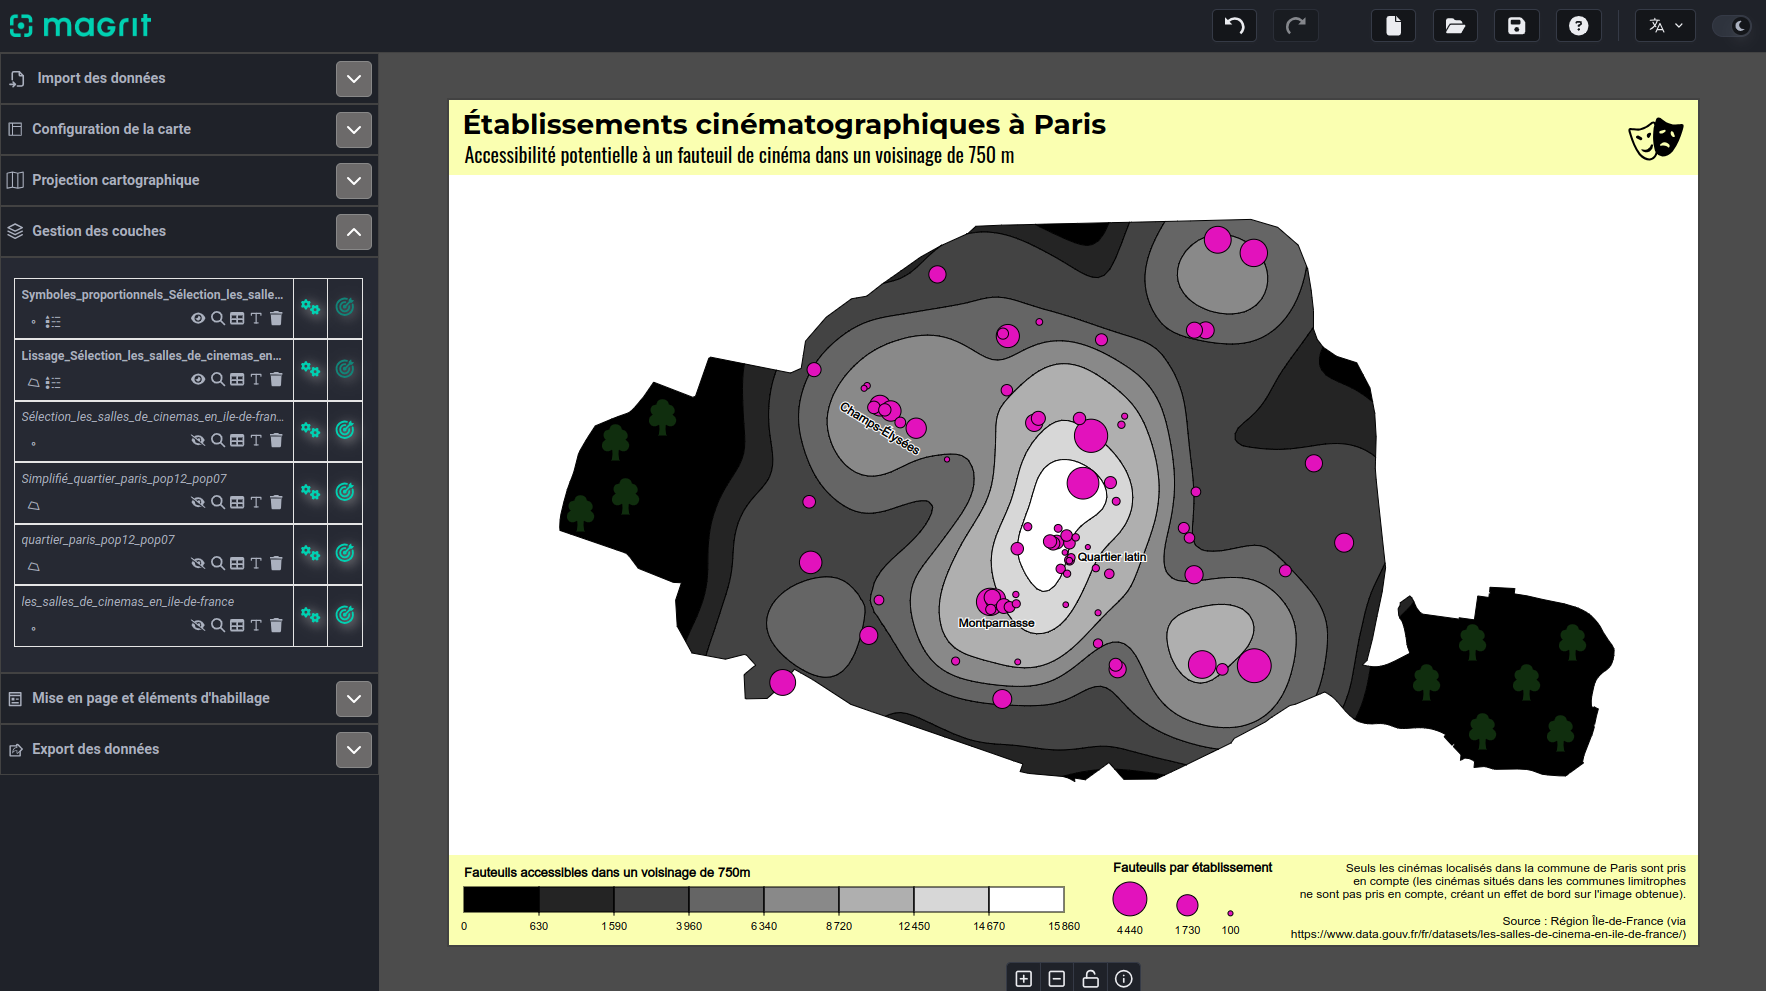 magrit
Import des données
Configuration de la carte
Projection cartographique
Gestion des couches
Symboles_proportionnels_Sélection_les_salle...
Lissage_Sélection_les_salles_de_cinemas_en...
Sélection_les_salles_de_cinemas_en_ile-de-fran...
Simplifié_quartier_paris_pop12_pop07
quartier_paris_pop12_pop07
les_salles_de_cinemas_en_ile-de-france
Mise en page et éléments d'habillage
Export des données
Établissements cinématographiques à Paris
Accessibilité potentielle à un fauteuil de cinéma dans un voisinage de 750 m
Champs-Élysées
Quartier latin
Montparnasse
Fauteuils accessibles dans un voisinage de 750m
0 630 1 590 3 960 6 340 8 720 12 450 14 670 15 860
Fauteuils par établissement
4 440 1 730 100
Seuls les cinémas localisés dans la commune de Paris sont pris
en compte (les cinémas situés dans les communes limitrophes
ne sont pas pris en compte, créant un effet de bord sur l'image obtenue).
Source : Région Île-de-France (via
https://www.data.gouv.fr/fr/datasets/les-salles-de-cinema-en-ile-de-france/)